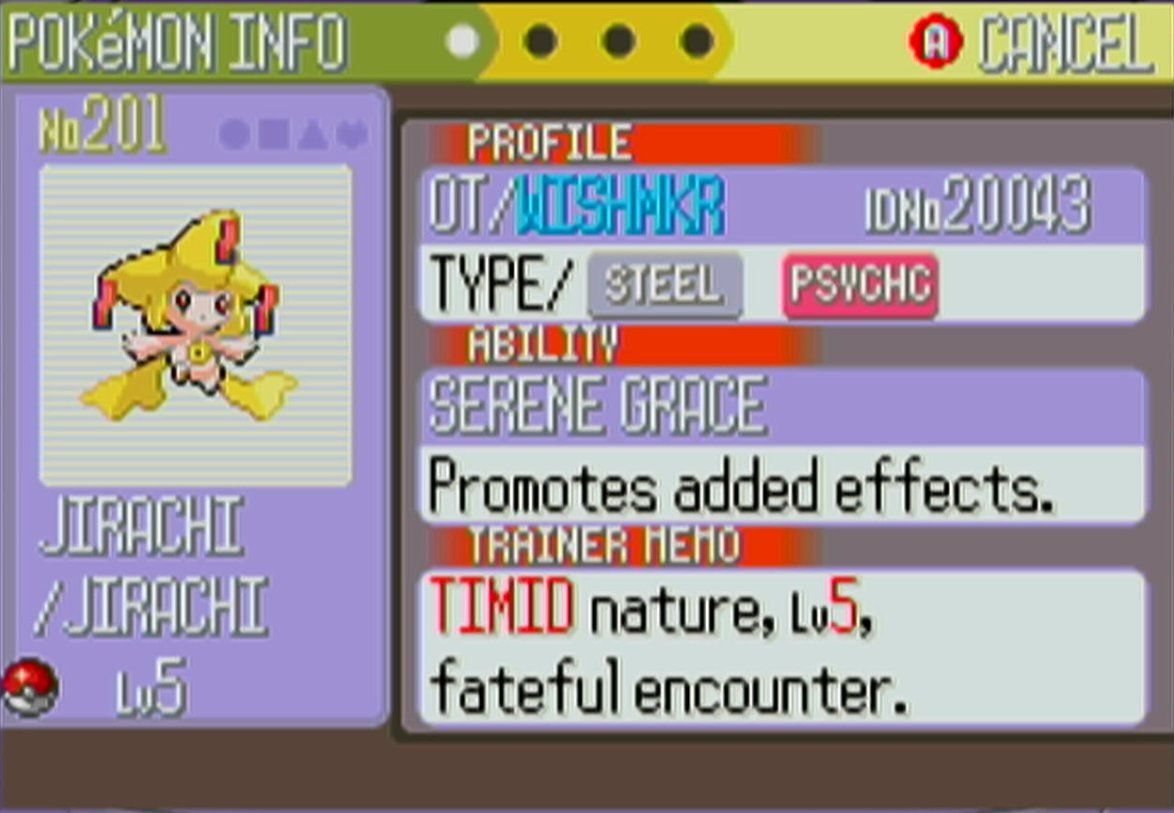 POKéMON INFO
A CANCEL
No201
PROFILE
OT/WISHMKR IDNo20043
TYPE/ STEEL PSYCHC
ABILITY
SERENE GRACE
Promotes added effects.
TRAINER MEMO
TIMID nature, Lv5,
fateful encounter.
JIRACHI
/JIRACHI
Lv5